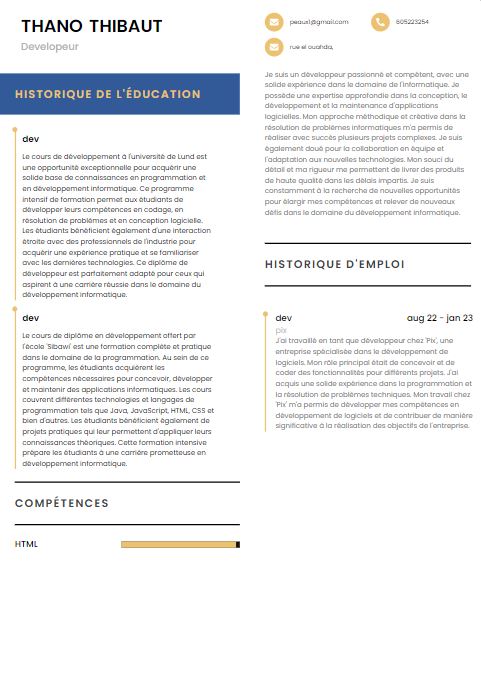 THANO THIBAUT
Developeur
HISTORIQUE DE L'ÉDUCATION
dev
Le cours de développement à l'université de Lund est
une opportunité exceptionnelle pour acquérir une
solide base de connaissances en programmation et
en développement informatique. Ce programme
intensif de formation permet aux étudiants de
développer leurs compétences en codage, en
résolution de problèmes et en conception logicielle.
Les étudiants bénéficient également d'une interaction
étroite avec des professionnels de l'industrie pour
acquérir une expérience pratique et se familiariser
avec les dernières technologies. Ce diplôme de
développeur est parfaitement adapté pour ceux qui
aspirent à une carrière réussie dans le domaine du
développement informatique.
dev
Le cours de diplôme en développement offert par
l'école 'Sibawi' est une formation complète et pratique
dans le domaine de la programmation. Au sein de ce
programme, les étudiants acquièrent les
compétences nécessaires pour concevoir, développer
et maintenir des applications informatiques. Les cours
couvrent différentes technologies et langages de
programmation tels que Java, JavaScript, HTML, CSS et
bien d'autres. Les étudiants bénéficient également de
projets pratiques qui leur permettent d'appliquer leurs
connaissances théoriques. Cette formation intensive
prépare les étudiants à une carrière prometteuse en
développement informatique.
COMPÉTENCES
HTML
peaux1@gmail.com
605223254
rue el ouahda,
Je suis un développeur passionné et compétent, avec une
solide expérience dans le domaine de l'informatique. Je
possède une expertise approfondie dans la conception, le
développement et la maintenance d'applications
logicielles. Mon approche méthodique et créative dans la
résolution de problèmes informatiques m'a permis de
réaliser avec succès plusieurs projets complexes. Je suis
également doué pour la collaboration en équipe et
l'adaptation aux nouvelles technologies. Mon souci du
détail et ma rigueur me permettent de livrer des produits
de haute qualité dans les délais impartis. Je suis
constamment à la recherche de nouvelles opportunités
pour élargir mes compétences et relever de nouveaux
défis dans le domaine du développement informatique.
HISTORIQUE D'EMPLOI
dev aug 22 - jan 23
pix
J'ai travaillé en tant que développeur chez 'Pix', une
entreprise spécialisée dans le développement de
logiciels. Mon rôle principal était de concevoir et de
coder des fonctionnalités pour différents projets. J'ai
acquis une solide expérience dans la programmation et
la résolution de problèmes techniques. Mon travail chez
'Pix' m'a permis de développer mes compétences en
développement de logiciels et de contribuer de manière
significative à la réalisation des objectifs de l'entreprise.